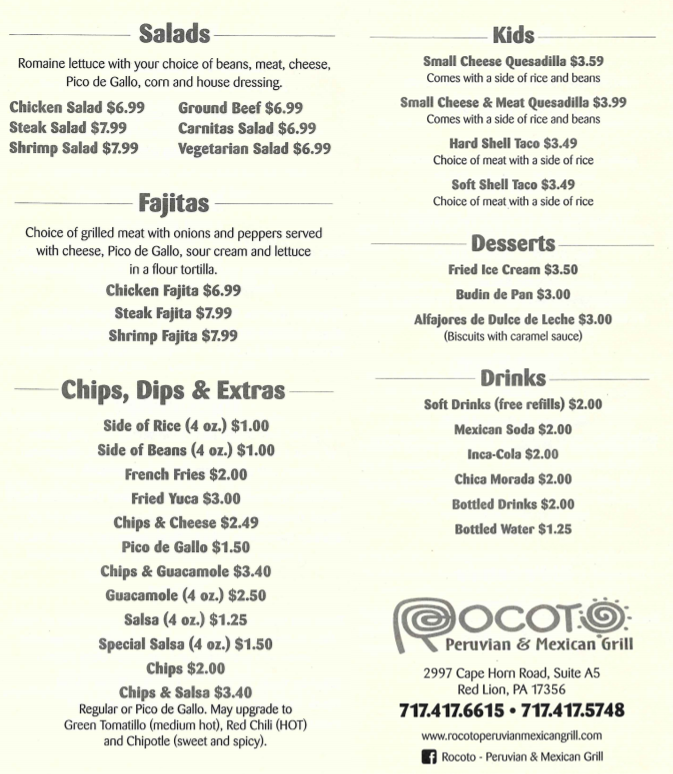 Salads
Romaine lettuce with your choice of beans, meat, cheese,
Pico de Gallo, corn and house dressing.
Chicken Salad $6.99
Steak Salad $7.99
Shrimp Salad $7.99
Ground Beef $6.99
Carnitas Salad $6.99
Vegetarian Salad $6.99
Fajitas
Choice of grilled meat with onions and peppers served
with cheese, Pico de Gallo, sour cream and lettuce
in a flour tortilla.
Chicken Fajita $6.99
Steak Fajita $7.99
Shrimp Fajita $7.99
Chips, Dips & Extras
Side of Rice (4 oz.) $1.00
Side of Beans (4 oz.) $1.00
French Fries $2.00
Fried Yuca $3.00
Chips & Cheese $2.49
Pico de Gallo $1.50
Chips & Guacamole $3.40
Guacamole (4 oz.) $2.50
Salsa (4 oz.) $1.25
Special Salsa (4 oz.) $1.50
Chips $2.00
Chips & Salsa $3.40
Regular or Pico de Gallo. May upgrade to
Green Tomatillo (medium hot), Red Chili (HOT)
and Chipotle (sweet and spicy).
Kids
Small Cheese Quesadilla $3.59
Comes with a side of rice and beans
Small Cheese & Meat Quesadilla $3.99
Comes with a side of rice and beans
Hard Shell Taco $3.49
Choice of meat with a side of rice
Soft Shell Taco $3.49
Choice of meat with a side of rice
Desserts
Fried Ice Cream $3.50
Budin de Pan $3.00
Alfajores de Dulce de Leche $3.00
(Biscuits with caramel sauce)
Drinks
Soft Drinks (free refills) $2.00
Mexican Soda $2.00
Inca-Cola $2.00
Chica Morada $2.00
Bottled Drinks $2.00
Bottled Water $1.25
ROCOTO
Peruvian & Mexican Grill
2997 Cape Horn Road, Suite A5
Red Lion, PA 17356
717.417.6615 • 717.417.5748
www.rocotoperuvianmexicangrill.com
f Rocoto - Peruvian & Mexican Grill